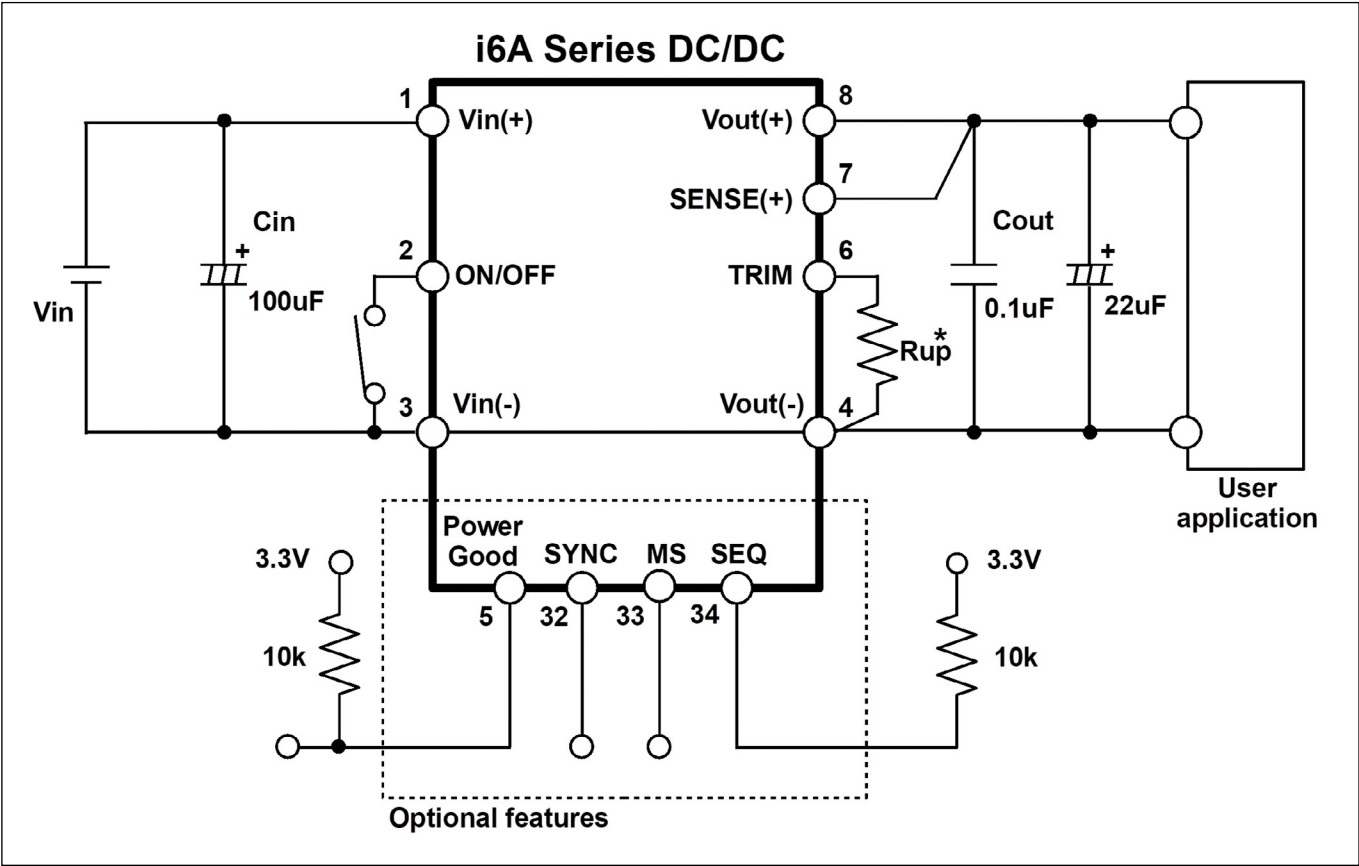 i6A Series DC/DC
1
Vin(+)
Vout(+)
8
7
SENSE(+)
Cin
+
100uF
Vin
2
ON/OFF
TRIM
6
Cout
+
0.1uF
22uF
Rup*
3
Vin(-)
Vout(-)
4
User
application
Power
Good
SYNC
MS
SEQ
5
32
33
34
3.3V
10k
3.3V
10k
Optional features